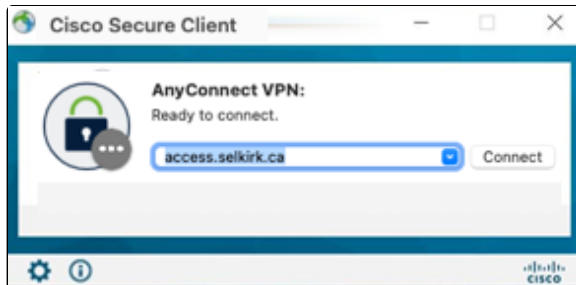 Cisco Secure Client
AnyConnect VPN:
Ready to connect.
access.selkirk.ca
Connect
CISCO